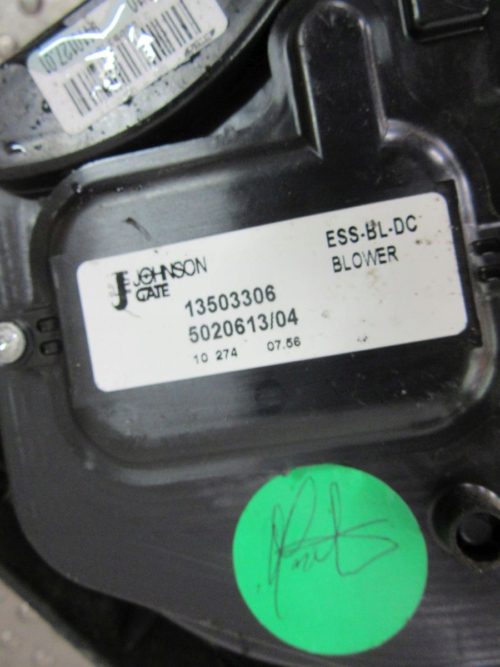 JOHNSON
GATE
ESS-BL-DC
BLOWER
13503306
5020613/04
10 274 07.56